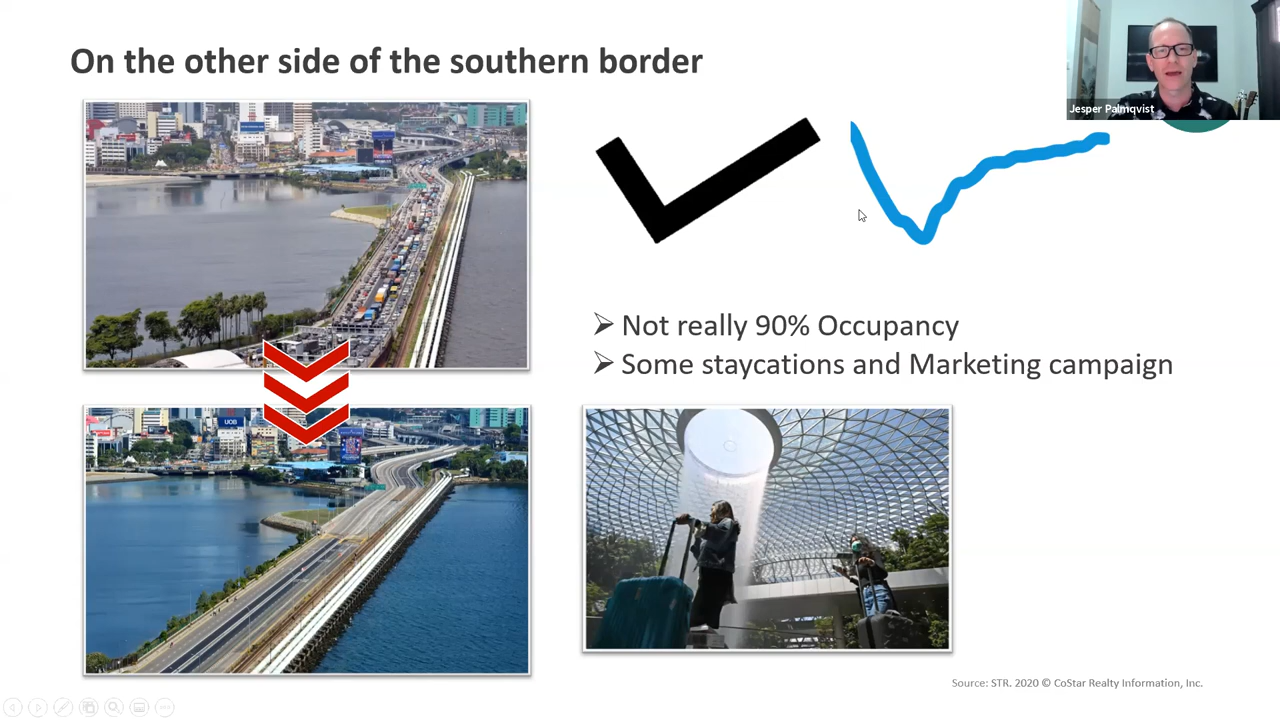 On the other side of the southern border
Jesper Palmqvist
Not really 90% Occupancy
Some staycations and Marketing campaign
UOB
Source: STR. 2020 © CoStar Realty Information, Inc.